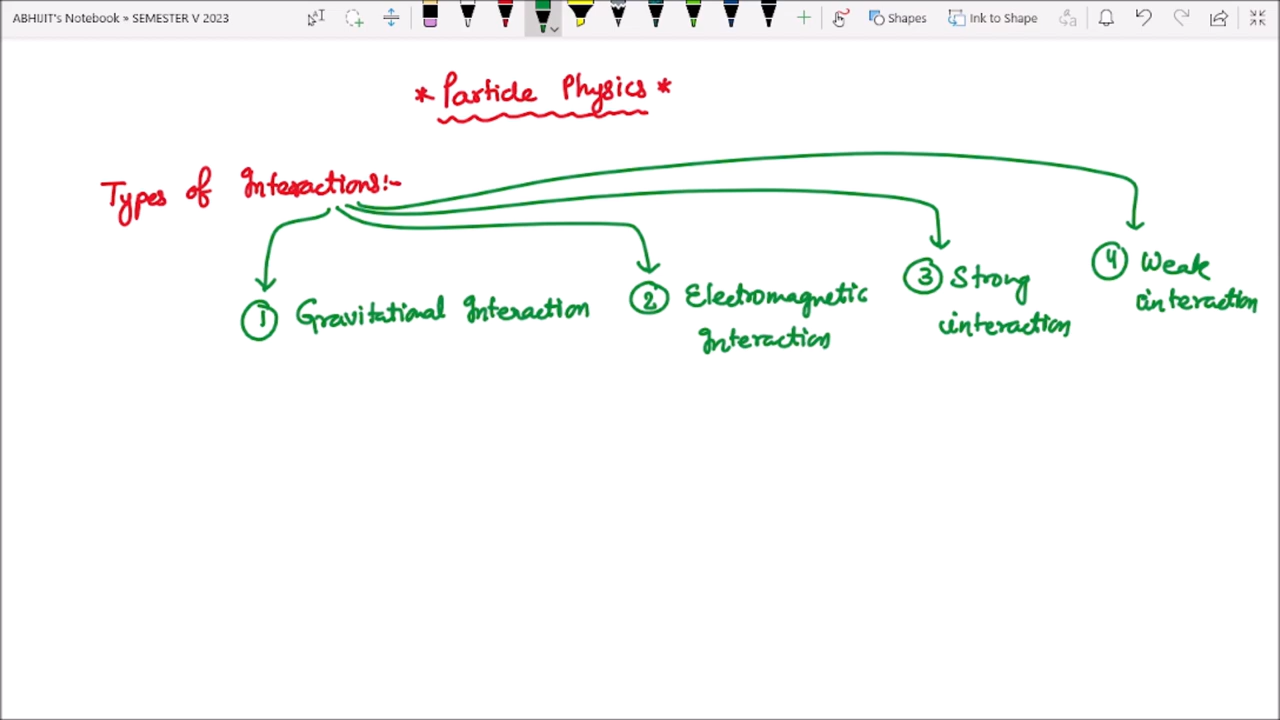 ABHIJIT's Notebook » SEMESTER V 2023
Shapes
Ink to Shape
* Particle Physics *
Types of Interactions:-
① Gravitational Interaction
② Electromagnetic
Interaction
③ Strong
interaction
④ Weak
interaction